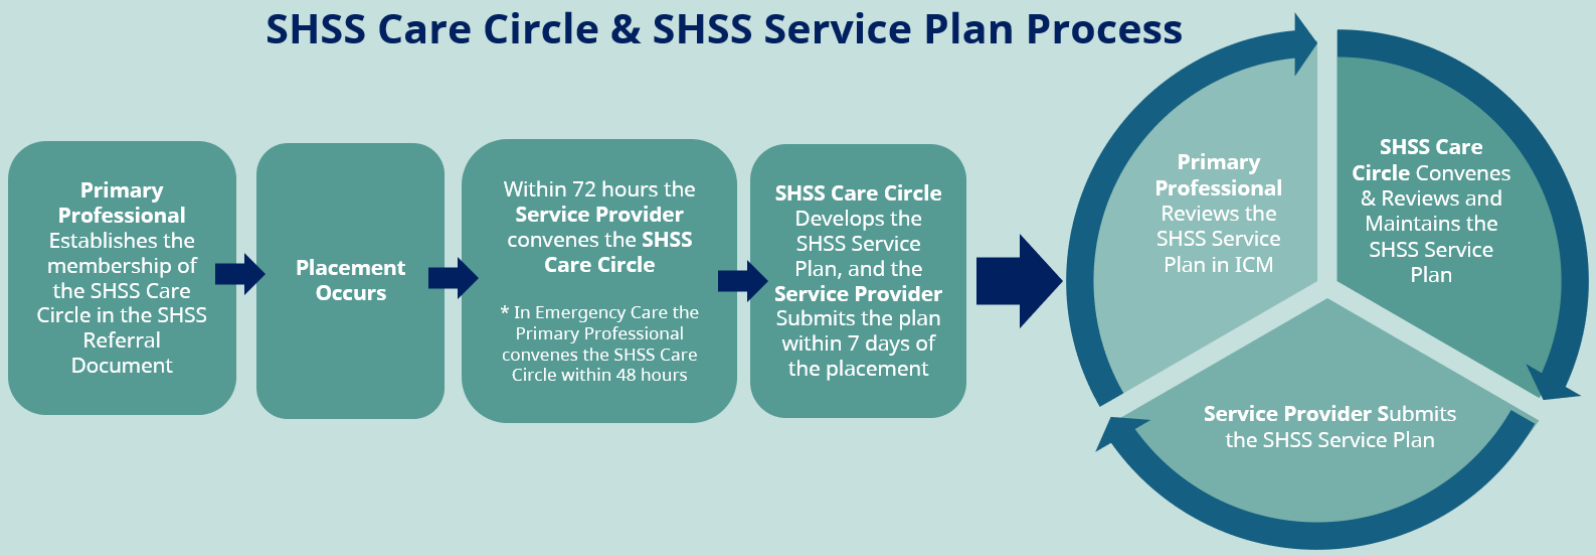 SHSS Care Circle & SHSS Service Plan Process
Primary
Professional
Establishes the
membership of
the SHSS Care
Circle in the SHSS
Referral
Document
Placement
Occurs
Within 72 hours the
Service Provider
convenes the SHSS
Care Circle
* In Emergency Care the
Primary Professional
convenes the SHSS Care
Circle within 48 hours
SHSS Care Circle
Develops the
SHSS Service
Plan, and the
Service Provider
Submits the plan
within 7 days of
the placement
Primary
Professional
Reviews the
SHSS Service
Plan in ICM
SHSS Care
Circle Convenes
& Reviews and
Maintains the
SHSS Service
Plan
Service Provider Submits
the SHSS Service Plan